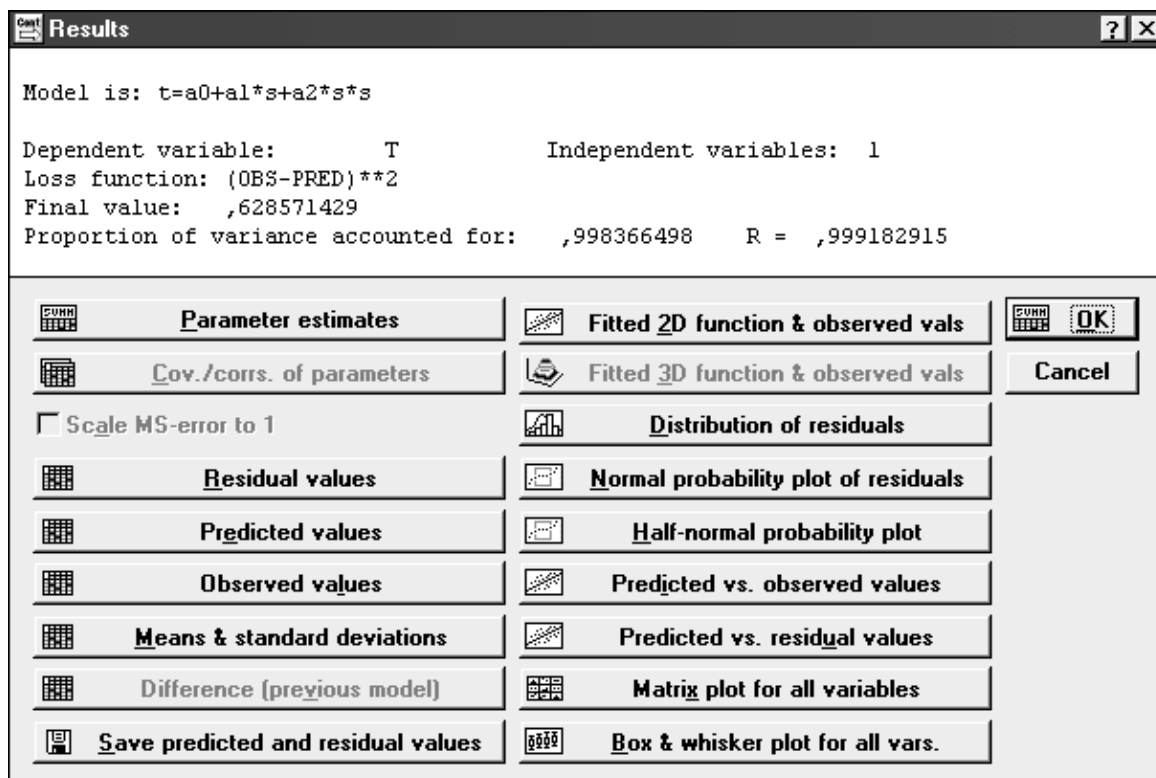 Results
Model is: t=a0+a1*s+a2*s*s
Dependent variable: T Independent variables: 1
Loss function: (OBS-PRED)**2
Final value: ,628571429
Proportion of variance accounted for: ,998366498 R = ,999182915
Parameter estimates
Fitted 2D function & observed vals
OK
Cov./corrs. of parameters
Fitted 3D function & observed vals
Cancel
Scale MS-error to 1
Distribution of residuals
Residual values
Normal probability plot of residuals
Predicted values
Half-normal probability plot
Observed values
Predicted vs. observed values
Means & standard deviations
Predicted vs. residual values
Difference (previous model)
Matrix plot for all variables
Save predicted and residual values
Box & whisker plot for all vars.